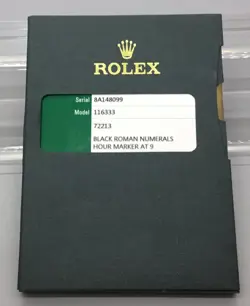 ROLEX
Serial 8A148099
Model 116333
72213
BLACK ROMAN NUMERALS
HOUR MARKER AT 9